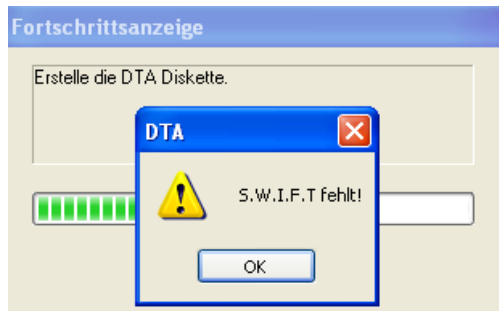 Fortschrittsanzeige
Erstelle die DTA Diskette.
DTA
S.W.I.F.T fehlt!
OK